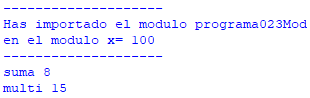 --------------------
Has importado el modulo programa023Mod
en el modulo x= 100
--------------------
suma 8
multi 15